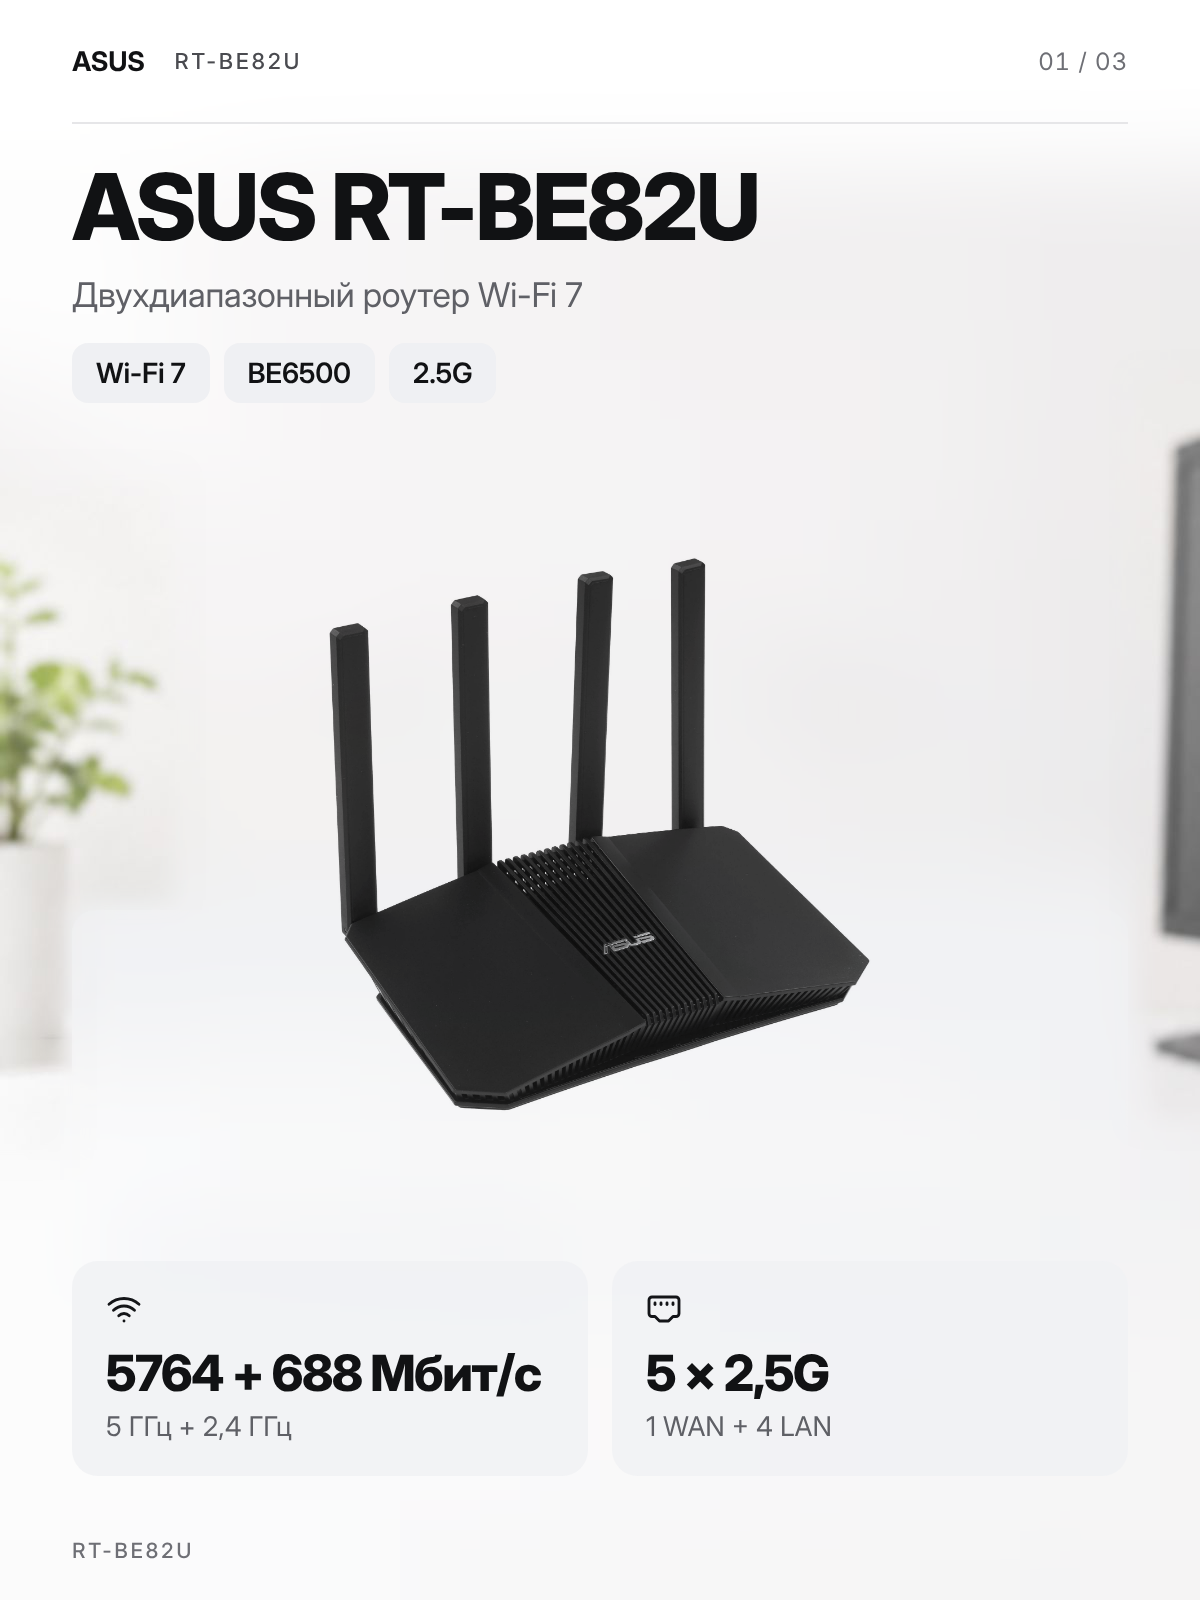 ASUS RT-BE82U 01 / 03
ASUS RT-BE82U
Двухдиапазонный роутер Wi-Fi 7
Wi-Fi 7 BE6500 2.5G
ASUS
5764 + 688 Мбит/с
5 ГГц + 2,4 ГГц
5 × 2,5G
1 WAN + 4 LAN
RT-BE82U